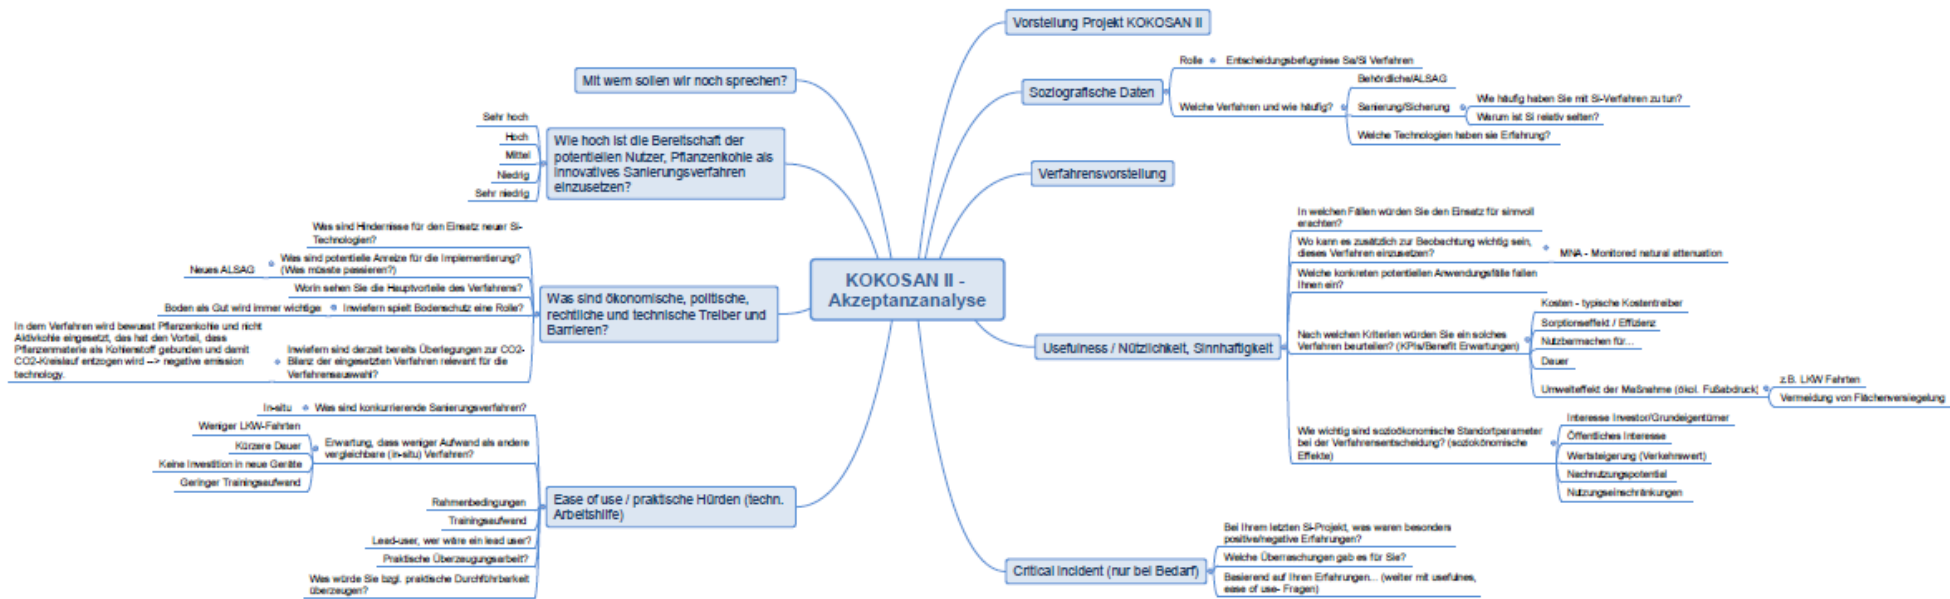 KOKOSAN II -
Akzeptanzanalyse
Vorstellung Projekt KOKOSAN II
Soziografische Daten
Rolle
Entscheidungsbefugnisse Sa/Si Verfahren
Welche Verfahren und wie häufig?
Behördliche/ALSAG
Sanierung/Sicherung
Wie häufig haben Sie mit Si-Verfahren zu tun?
Warum ist Si relativ selten?
Welche Technologien haben sie Erfahrung?
Verfahrensvorstellung
Usefulness / Nützlichkeit, Sinnhaftigkeit
In welchen Fällen würden Sie den Einsatz für sinnvoll
erachten?
Wo kann es zusätzlich zur Beobachtung wichtig sein,
dieses Verfahren einzusetzen?
MNA - Monitored natural attenuation
Welche konkreten potentiellen Anwendungsfälle fallen
Ihnen ein?
Nach welchen Kriterien würden Sie ein solches
Verfahren beurteilen? (KPIs/Benefit Erwartungen)
Kosten - typische Kostentreiber
Sorptionseffekt / Effizienz
Nutzbarmachen für...
Dauer
Umwelteffekt der Maßnahme (ökol. Fußabdruck)
z.B. LKW Fahrten
Vermeidung von Flächenversiegelung
Wie wichtig sind sozioökonomische Standortparameter
bei der Verfahrensentscheidung? (soziokönomische
Effekte)
Interesse Investor/Grundeigentümer
Öffentliches Interesse
Wertsteigerung (Verkehrswert)
Nachnutzungspotential
Nutzungseinschränkungen
Critical Incident (nur bei Bedarf)
Bei Ihrem letzten Si-Projekt, was waren besonders
positive/negative Erfahrungen?
Welche Überraschungen gab es für Sie?
Basierend auf Ihren Erfahrungen... (weiter mit usefulnes,
ease of use- Fragen)
Mit wem sollen wir noch sprechen?
Wie hoch ist die Bereitschaft der
potentiellen Nutzer, Pflanzenkohle als
innovatives Sanierungsverfahren
einzusetzen?
Sehr hoch
Hoch
Mittel
Niedrig
Sehr niedrig
Was sind ökonomische, politische,
rechtliche und technische Treiber und
Barrieren?
Was sind Hindernisse für den Einsatz neuer Si-
Technologien?
Was sind potentielle Anreize für die Implementierung?
(Was müsste passieren?)
Neues ALSAG
Worin sehen Sie die Hauptvorteile des Verfahrens?
Inwiefern spielt Bodenschutz eine Rolle?
Boden als Gut wird immer wichtige
Inwiefern sind derzeit bereits Überlegungen zur CO2-
Bilanz der eingesetzten Verfahren relevant für die
Verfahrensauswahl?
In dem Verfahren wird bewusst Pflanzenkohle und nicht
Aktivkohle eingesetzt, das hat den Vorteil, dass
Pflanzenmaterie als Kohlenstoff gebunden und damit
CO2-Kreislauf entzogen wird --> negative emission
technology.
Ease of use / praktische Hürden (techn.
Arbeitshilfe)
Was sind konkurrierende Sanierungsverfahren?
In-situ
Erwartung, dass weniger Aufwand als andere
vergleichbare (in-situ) Verfahren?
Weniger LKW-Fahrten
Kürzere Dauer
Keine Investition in neue Geräte
Geringer Trainingsaufwand
Rahmenbedingungen
Trainingsaufwand
Lead-user, wer wäre ein lead user?
Praktische Überzeugungsarbeit?
Was würde Sie bzgl. praktische Durchführbarkeit
überzeugen?